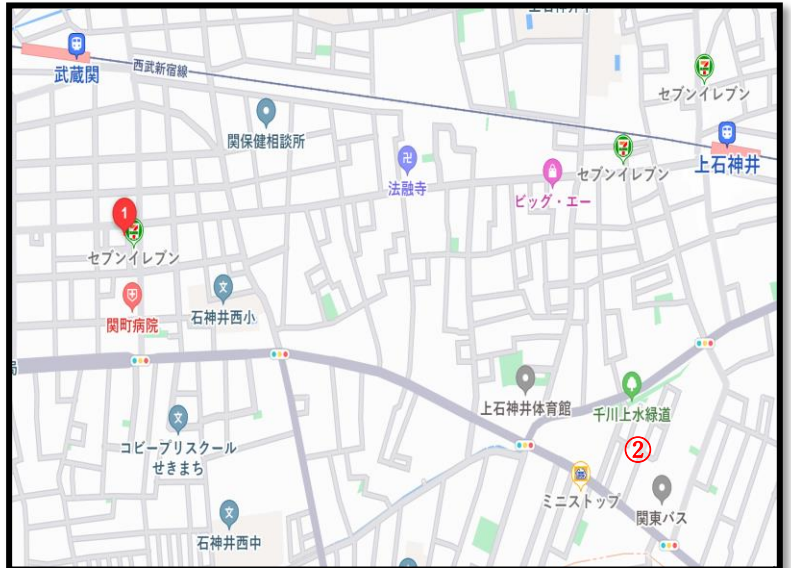 武蔵関
西武新宿線
セブンイレブン
関保健相談所
上石神井
法融寺
ビッグ・エー
セブンイレブン
1
セブンイレブン
関町病院
石神井西小
上石神井体育館
千川上水緑道
コビープリスクール
せきまち
②
ミニストップ
関東バス
石神井西中